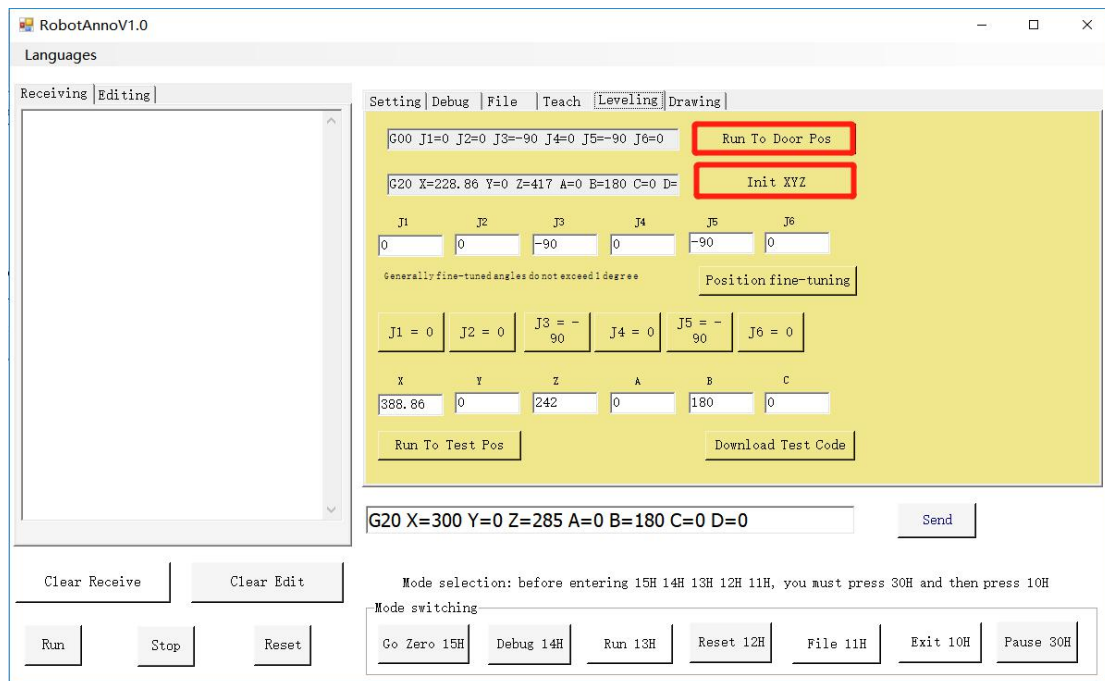 RobotAnnoV1.0
Languages
Receiving Editing
Setting Debug File Teach Leveling Drawing
G00 J1=0 J2=0 J3=-90 J4=0 J5=-90 J6=0 Run To Door Pos
G20 X=228.86 Y=0 Z=417 A=0 B=180 C=0 D= Init XYZ
J1 J2 J3 J4 J5 J6
0 0 -90 0 -90 0
Generally fine-tuned angles do not exceed 1 degree Position fine-tuning
J1 = 0 J2 = 0 J3 = - 90 J4 = 0 J5 = - 90 J6 = 0
X Y Z A B C
388.86 0 242 0 180 0
Run To Test Pos Download Test Code
G20 X=300 Y=0 Z=285 A=0 B=180 C=0 D=0 Send
Clear Receive Clear Edit
Mode selection: before entering 15H 14H 13H 12H 11H, you must press 30H and then press 10H
Mode switching
Run Stop Reset
Go Zero 15H Debug 14H Run 13H Reset 12H File 11H Exit 10H Pause 30H